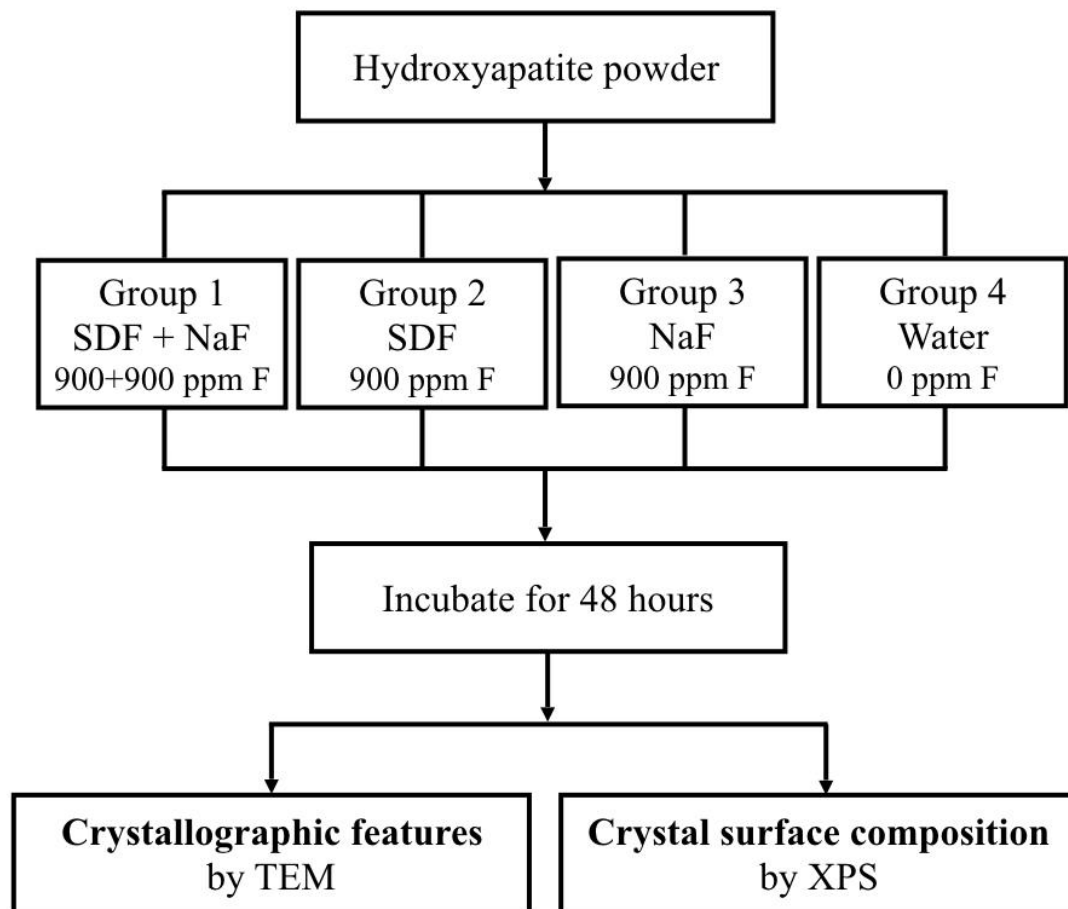 Hydroxyapatite powder
Group 1
SDF + NaF
900+900 ppm F
Group 2
SDF
900 ppm F
Group 3
NaF
900 ppm F
Group 4
Water
0 ppm F
Incubate for 48 hours
Crystallographic features
by TEM
Crystal surface composition
by XPS